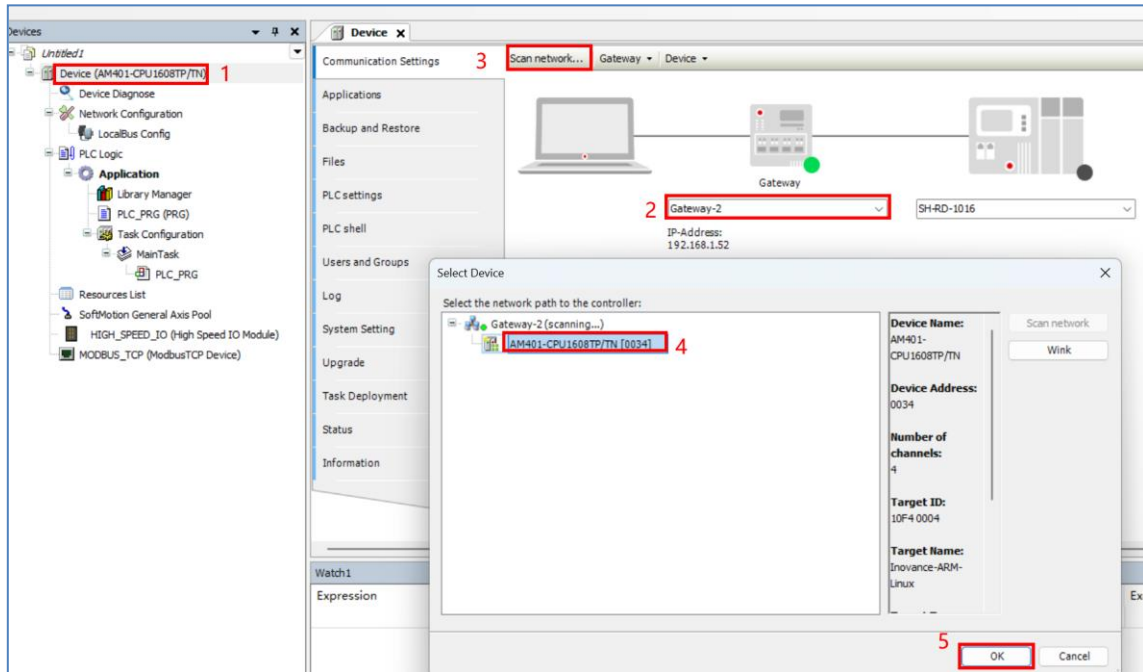 Devices
Untitled1
Device (AM401-CPU1608TP/TN)
1
Device Diagnose
Network Configuration
LocalBus Config
PLC Logic
Application
Library Manager
PLC_PRG (PRG)
Task Configuration
MainTask
PLC_PRG
Resources List
SoftMotion General Axis Pool
HIGH_SPEED_IO (High Speed IO Module)
MODBUS_TCP (ModbusTCP Device)
Device
Communication Settings
Applications
Backup and Restore
Files
PLC settings
PLC shell
Users and Groups
Log
System Setting
Upgrade
Task Deployment
Status
Information
3
Scan network...
Gateway
Device
Gateway
2
Gateway-2
SH-RD-1016
IP-Address:
192.168.1.52
Select Device
Select the network path to the controller:
Gateway-2 (scanning...)
AM401-CPU1608TP/TN [0034]
4
Device Name:
AM401-
CPU1608TP/TN
Device Address:
0034
Number of
channels:
4
Target ID:
10F4 0004
Target Name:
Inovance-ARM-
Linux
Scan network
Wink
5
OK
Cancel
Watch1
Expression
Ex